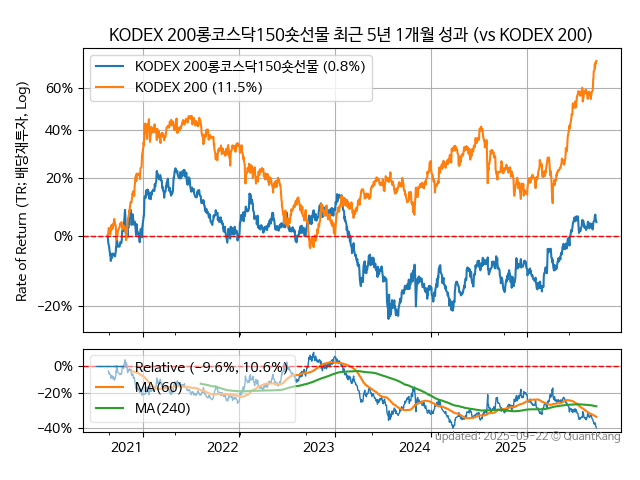 KODEX 200롱코스닥150숏선물 최근 5년 1개월 성과 (vs KODEX 200)
Rate of Return (TR: 배당재투자, Log)
KODEX 200롱코스닥150숏선물 (0.8%)
KODEX 200 (11.5%)
60%
40%
20%
0%
−20%
Relative (−9.6%, 10.6%)
MA(60)
MA(240)
0%
−20%
−40%
2021 2022 2023 2024 2025
updated: 2025-09-22 © QuantKang